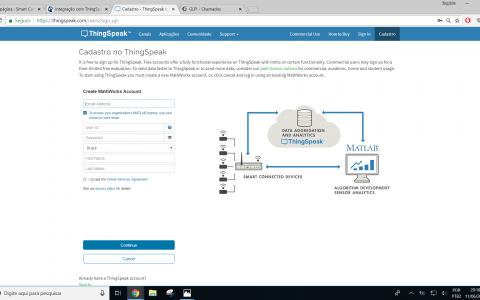 página - Smart Co
Integração com ThingSp
Cadastro - ThingSpeak
GLPI - Chamados
Seguro
https://thingspeak.com/users/sign_up
ThingSpeak™
Canais
Aplicações
Comunidade
Support
Commercial Use
How to Buy
Sign In
Cadastro
Cadastro no ThingSpeak
It is free to sign up for ThingSpeak. Free accounts offer a fully functional experience on ThingSpeak with limits on certain functionality. Commercial users may sign up for a
time-limited free evaluation. To send data faster to ThingSpeak or to send more data, consider our paid license options for commercial, academic, home and student usage.
To start using ThingSpeak you must create a new MathWorks account, or, click cancel and log in using an existing MathWorks account.
Create MathWorks Account
Email Address
To access your organization's MATLAB license, use your
school or work email.
User ID
Password
Brazil
First Name
Last Name
I accept the Online Services Agreement
See our privacy policy for details.
Continue
Cancel
Already have a ThingSpeak account?
DATA AGGREGATION
AND ANALYTICS
ThingSpeak
MATLAB
SMART CONNECTED DEVICES
ALGORITHM DEVELOPMENT
SENSOR ANALYTICS
Digite aqui para pesquisar
POR
PTB2